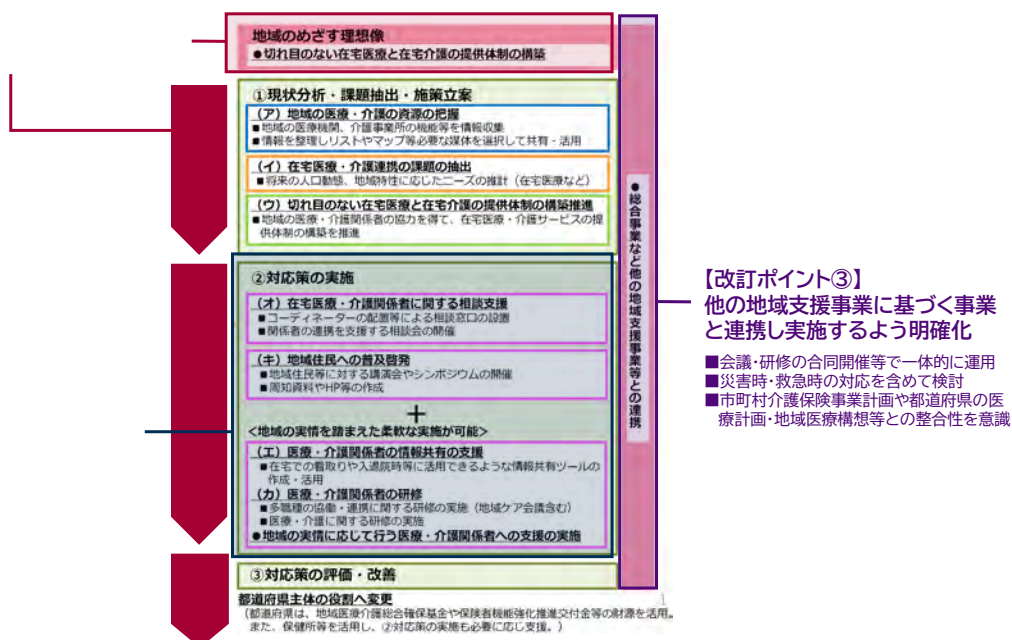 地域のめざす理想像
●切れ目のない在宅医療と在宅介護の提供体制の構築
①現状分析・課題抽出・施策立案
(ア)地域の医療・介護の資源の把握
■地域の医療機関、介護事業所の機能等を情報収集
■情報を整理しリストやマップ等必要な媒体を選択して共有・活用
(イ)在宅医療・介護連携の課題の抽出
■将来の人口動態、地域特性に応じたニーズの推計(在宅医療など)
(ウ)切れ目のない在宅医療と在宅介護の提供体制の構築推進
■地域の医療・介護関係者の協力を得て、在宅医療・介護サービスの提
供体制の構築を推進
②対応策の実施
(オ)在宅医療・介護関係者に関する相談支援
■コーディネーターの配置等による相談窓口の設置
■関係者の連携を支援する相談会の開催
(キ)地域住民への普及啓発
■地域住民等に対する講演会やシンポジウムの開催
■周知資料やHP等の作成
+
<地域の実情を踏まえた柔軟な実施が可能>
(エ)医療・介護関係者の情報共有の支援
■在宅での看取りや入退院時等に活用できるような情報共有ツールの
作成・活用
(カ)医療・介護関係者の研修
■多職種の協働・連携に関する研修の実施(地域ケア会議含む)
■医療・介護に関する研修の実施
●地域の実情に応じて行う医療・介護関係者への支援の実施
③対応策の評価・改善
都道府県主体の役割へ変更
(都道府県は、地域医療介護総合確保基金や保険者機能強化推進交付金等の財源を活用。
また、保健所等を活用し、②対応策の実施も必要に応じ支援。)
●総合事業など他の地域支援事業等との連携
【改訂ポイント③】
他の地域支援事業に基づく事業
と連携し実施するよう明確化
■会議・研修の合同開催等で一体的に運用
■災害時・救急時の対応を含めて検討
■市町村介護保険事業計画や都道府県の医
療計画・地域医療構想等との整合性を意識